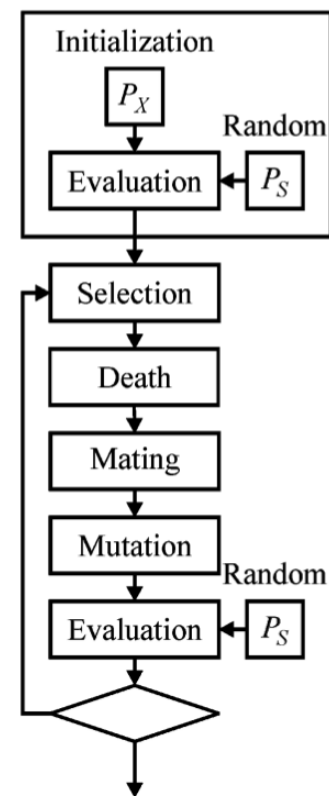 Initialization
P_X
Random
Evaluation
P_S
Selection
Death
Mating
Mutation
Random
Evaluation
P_S